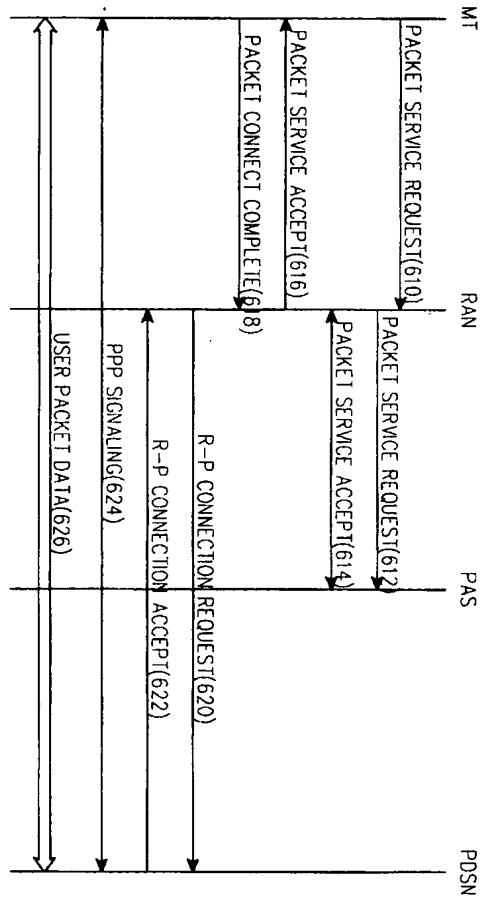 MT
RAN
PAS
PDSN
PACKET SERVICE REQUEST(610)
PACKET SERVICE REQUEST(612)
PACKET SERVICE ACCEPT(614)
PACKET SERVICE ACCEPT(616)
PACKET CONNECT COMPLETE(618)
R-P CONNECTION REQUEST(620)
R-P CONNECTION ACCEPT(622)
PPP SIGNALING(624)
USER PACKET DATA(626)